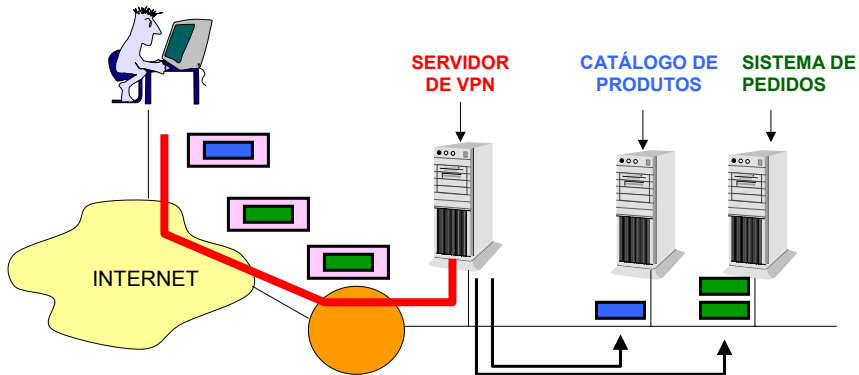 SERVIDOR
DE VPN
CATÁLOGO DE
PRODUTOS
SISTEMA DE
PEDIDOS
INTERNET